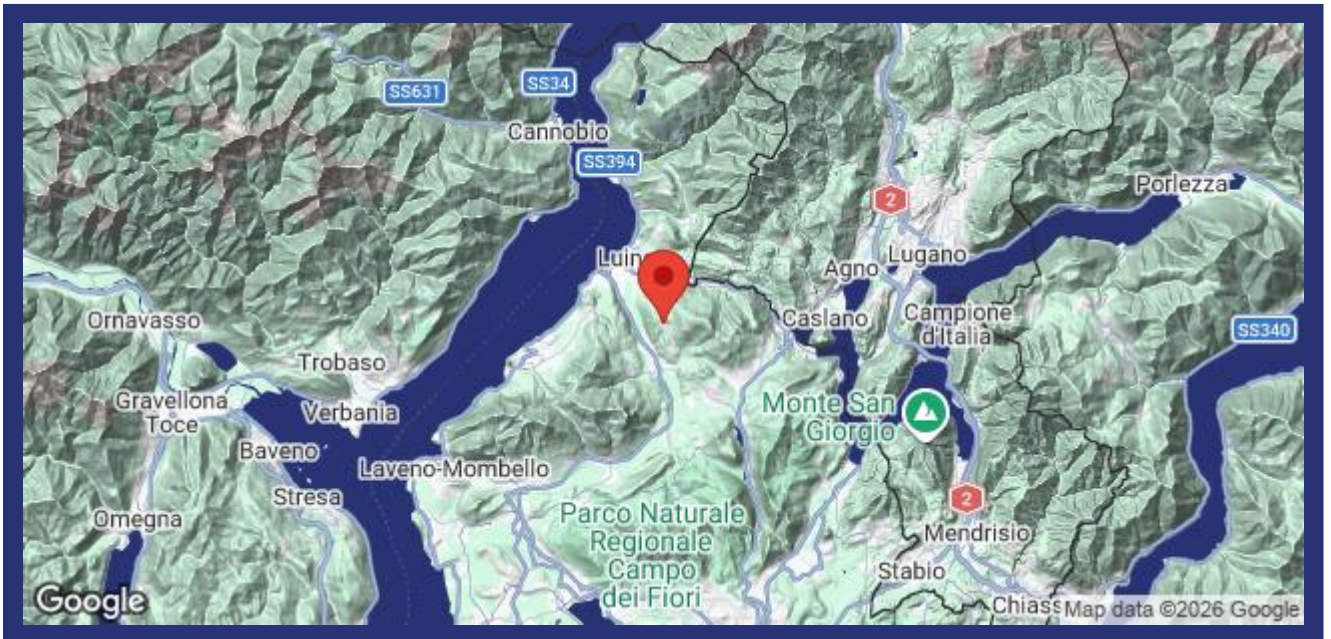 SS631
SS34
Cannobio
SS394
2
Porlezza
Luin
Agno
Lugano
Ornavasso
Caslano
Campione
d'Italia
SS340
Trobaso
Gravellona
Toce
Verbania
Monte San
Giorgio
Baveno
Laveno-Mombello
Stresa
2
Omegna
Parco Naturale
Regionale
Campo
dei Fiori
Mendrisio
Stabio
Google
Chiass
Map data ©2026 Google